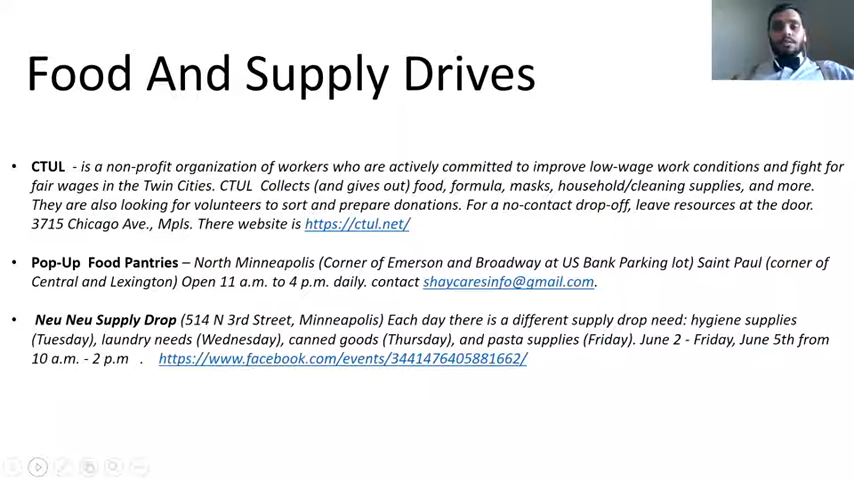 Food And Supply Drives
• CTUL - is a non-profit organization of workers who are actively committed to improve low-wage work conditions and fight for
fair wages in the Twin Cities. CTUL Collects (and gives out) food, formula, masks, household/cleaning supplies, and more.
They are also looking for volunteers to sort and prepare donations. For a no-contact drop-off, leave resources at the door.
3715 Chicago Ave., Mpls. There website is https://ctul.net/
• Pop-Up Food Pantries – North Minneapolis (Corner of Emerson and Broadway at US Bank Parking lot) Saint Paul (corner of
Central and Lexington) Open 11 a.m. to 4 p.m. daily. contact shaycaresinfo@gmail.com.
• Neu Neu Supply Drop (514 N 3rd Street, Minneapolis) Each day there is a different supply drop need: hygiene supplies
(Tuesday), laundry needs (Wednesday), canned goods (Thursday), and pasta supplies (Friday). June 2 - Friday, June 5th from
10 a.m. - 2 p.m . https://www.facebook.com/events/3441476405881662/